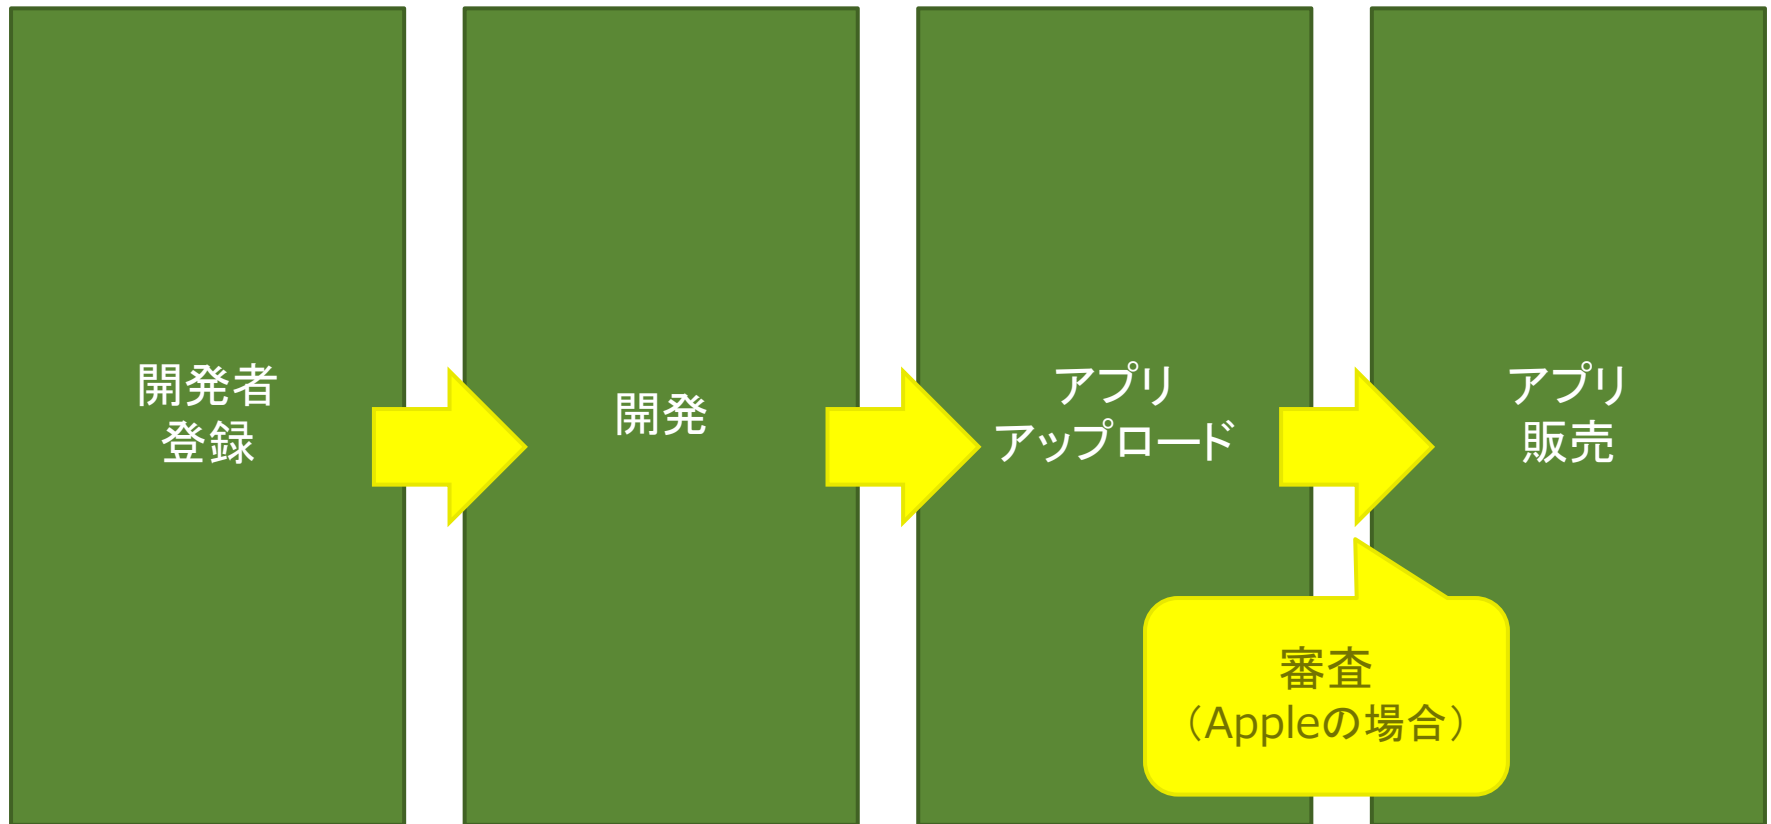 開発者
登録
開発
アプリ
アップロード
アプリ
販売
審査
（Appleの場合）